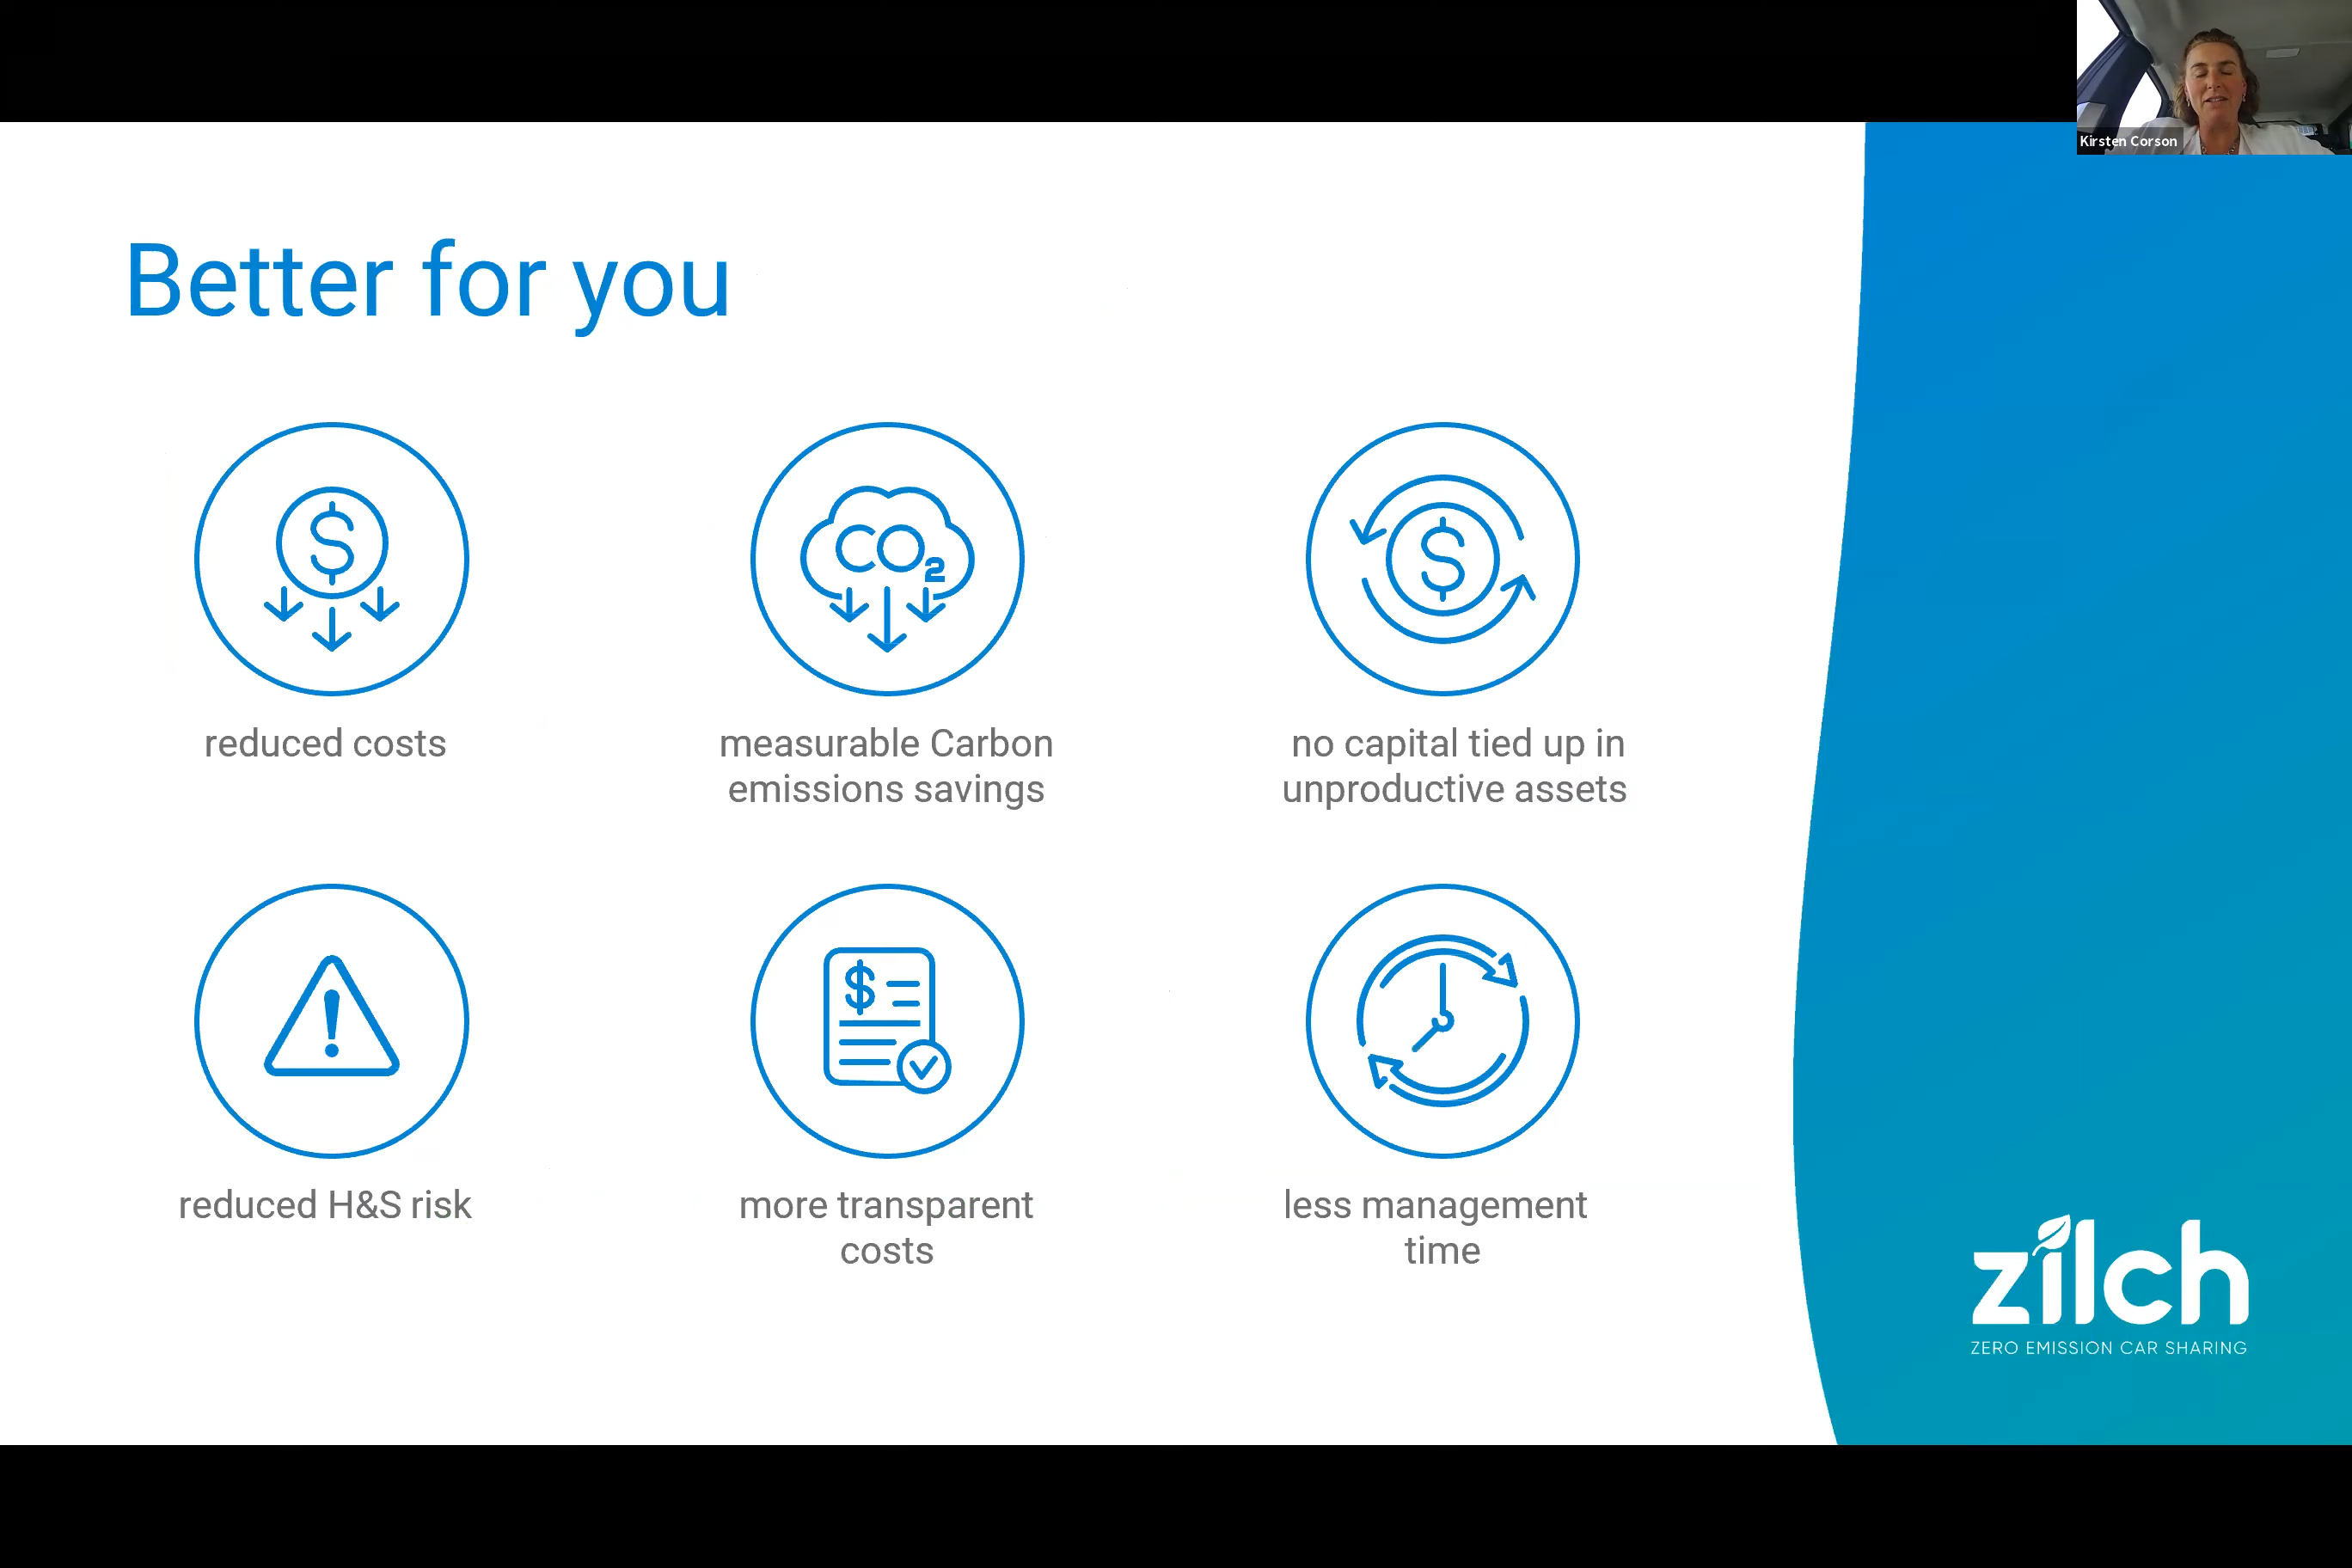 Kirsten Corson
Better for you
$
CO2
$
reduced costs
measurable Carbon
emissions savings
no capital tied up in
unproductive assets
!
$
reduced H&S risk
more transparent
costs
less management
time
zilch
ZERO EMISSION CAR SHARING